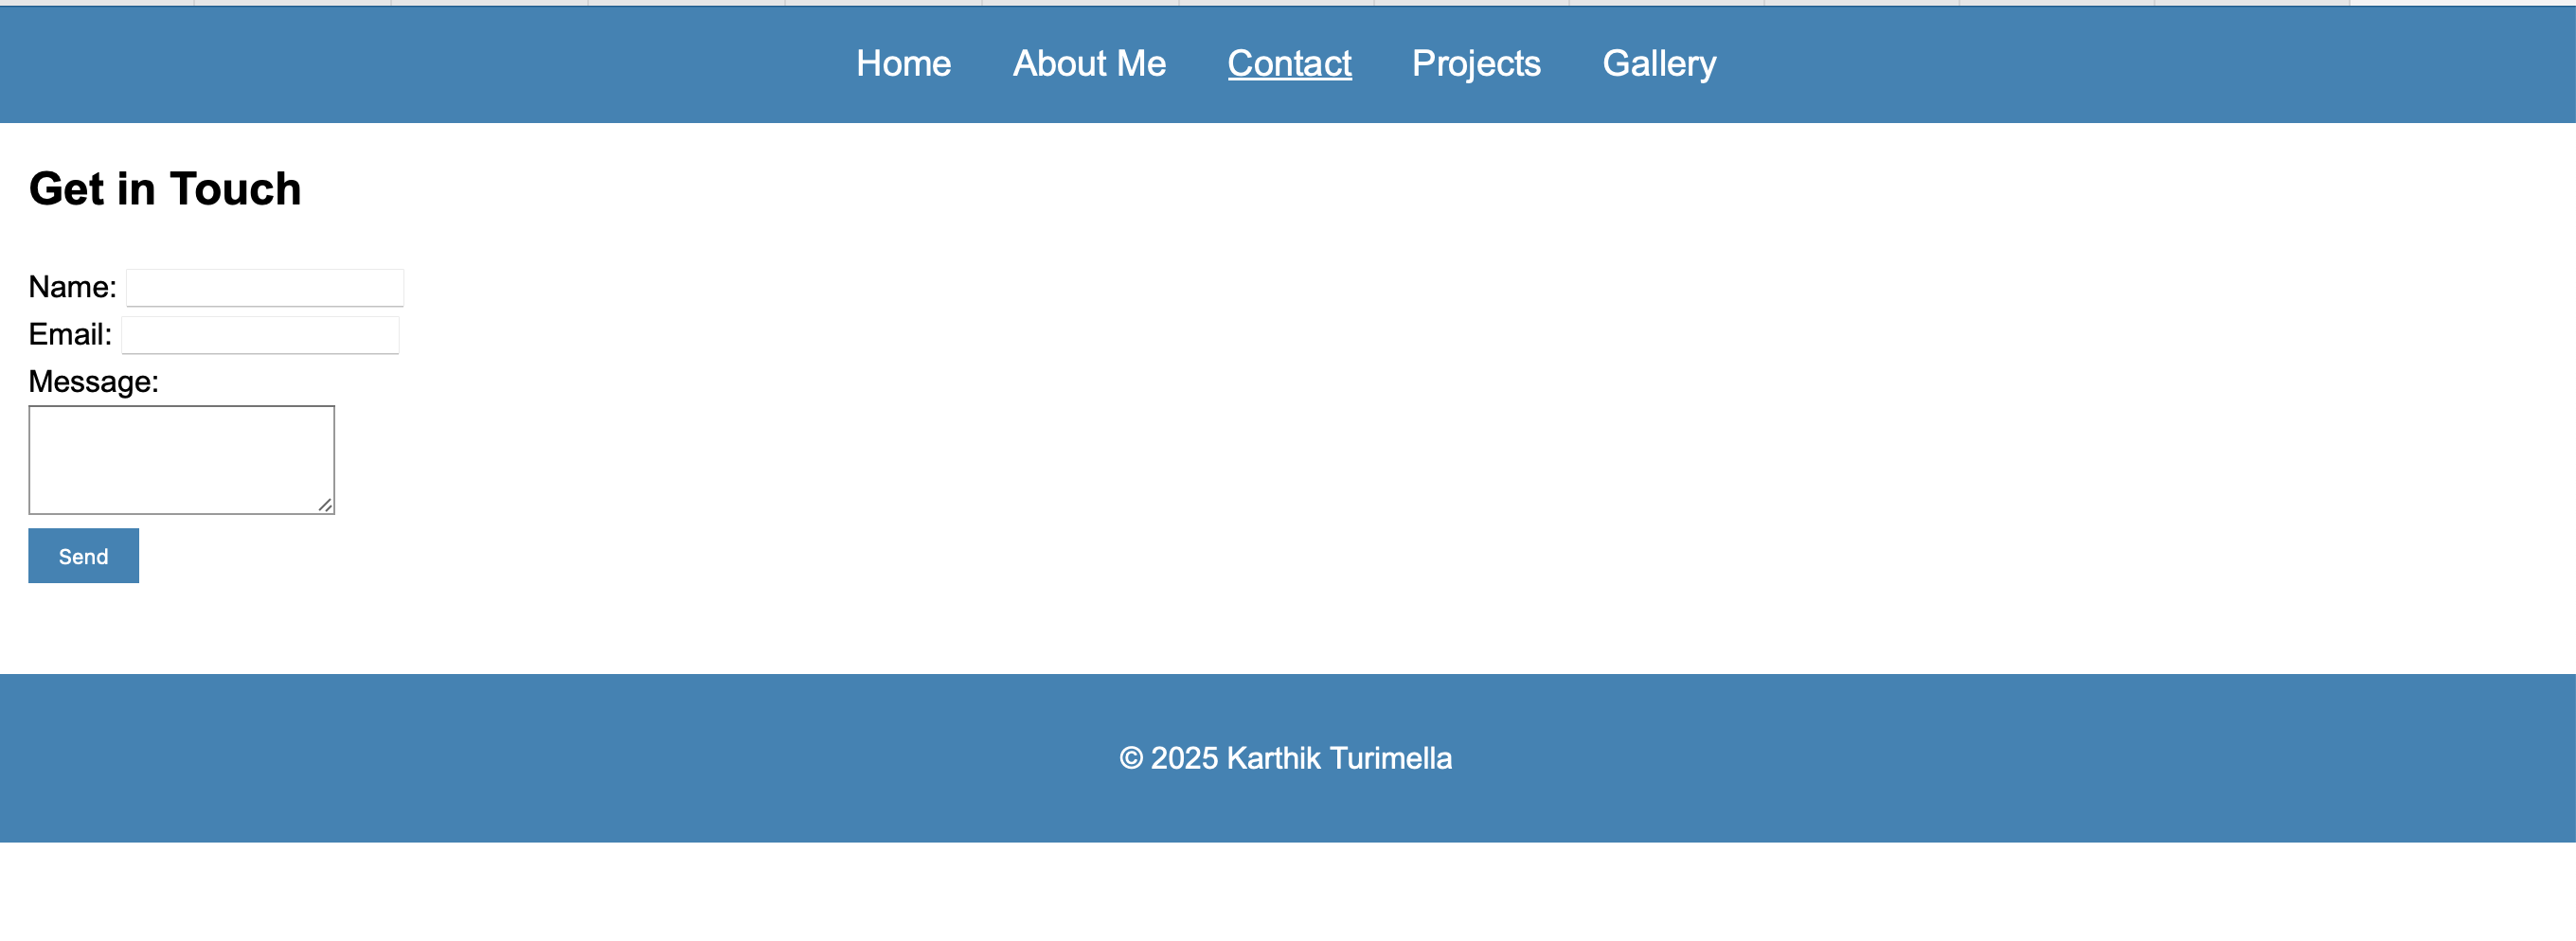 Home About Me Contact Projects Gallery
Get in Touch
Name:
Email:
Message:
Send
© 2025 Karthik Turimella